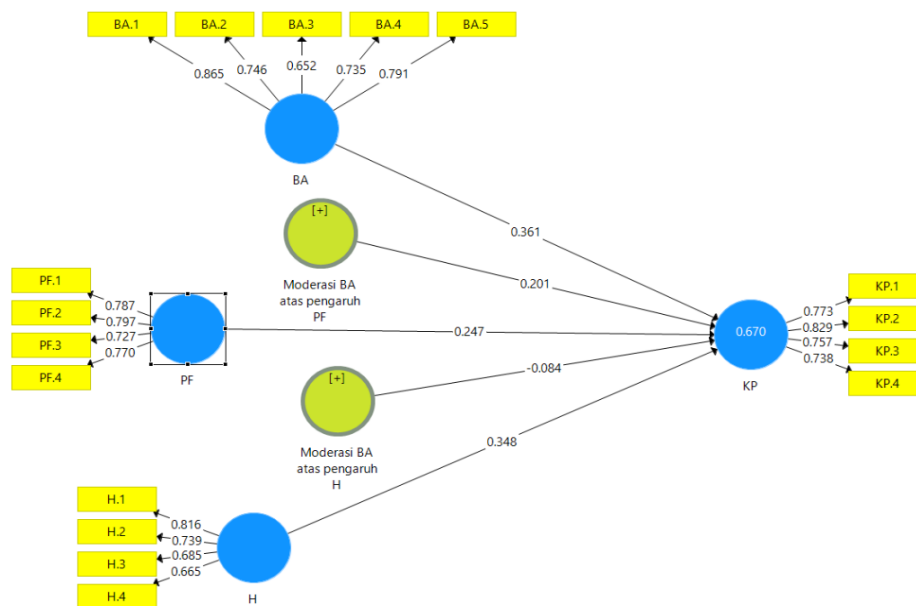 BA.1 BA.2 BA.3 BA.4 BA.5
0.865 0.746 0.652 0.735 0.791
BA
[+]
Moderasi BA
atas pengaruh
PF
0.361
0.201
PF.1
PF.2
PF.3
PF.4
0.787
0.797
0.727
0.770
PF
0.247
-0.084
[+]
Moderasi BA
atas pengaruh
H
0.348
0.670
KP
0.773
0.829
0.757
0.738
KP.1
KP.2
KP.3
KP.4
H.1
H.2
H.3
H.4
0.816
0.739
0.685
0.665
H